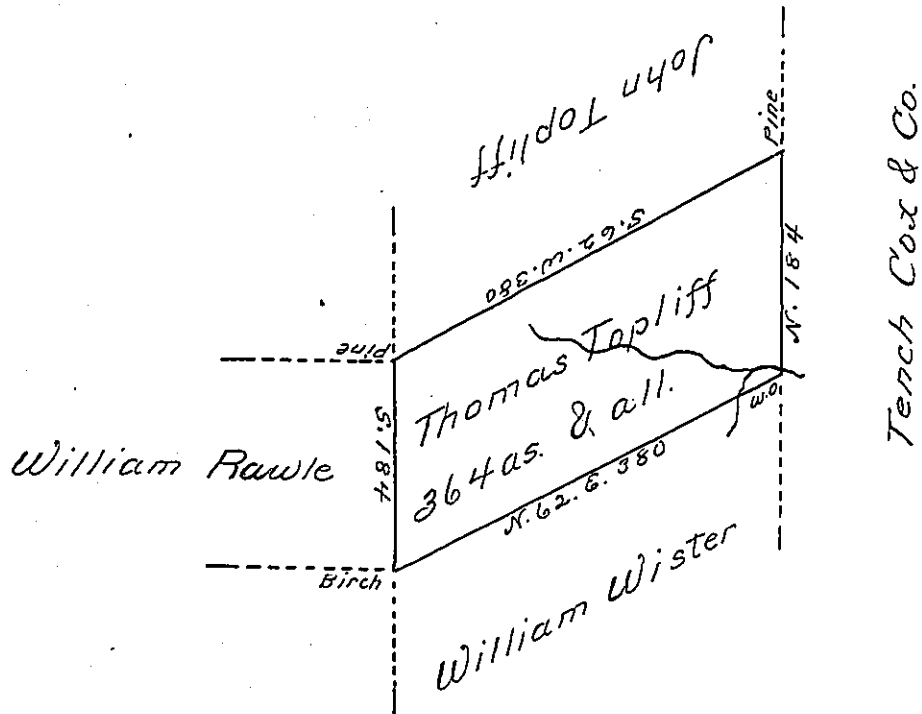 John Topliff
Pine
Tench Cox & Co.
S.62.W.380
N.184
Pine
Thomas Topliff
364as. & all.
S.184
William Rawle
W.O.
N.62.E.380
Birch
William Wister